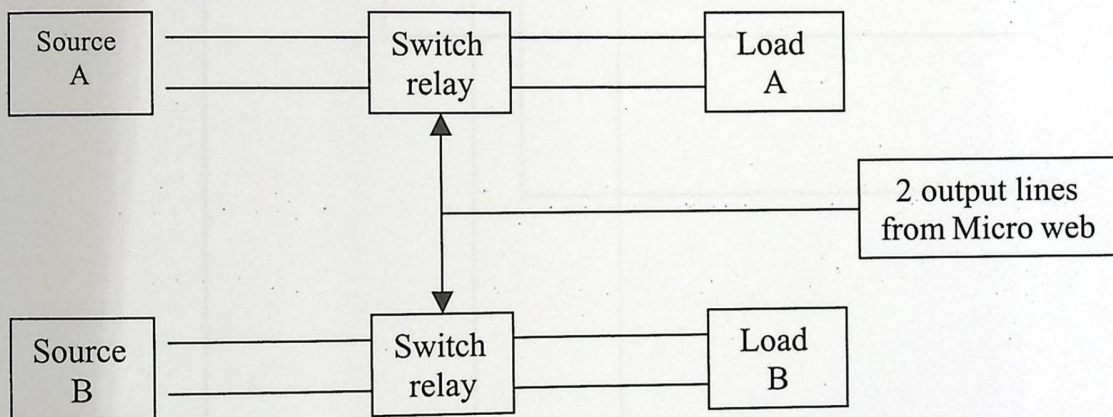 Source
A
Switch
relay
Load
A
2 output lines
from Micro web
Source
B
Switch
relay
Load
B